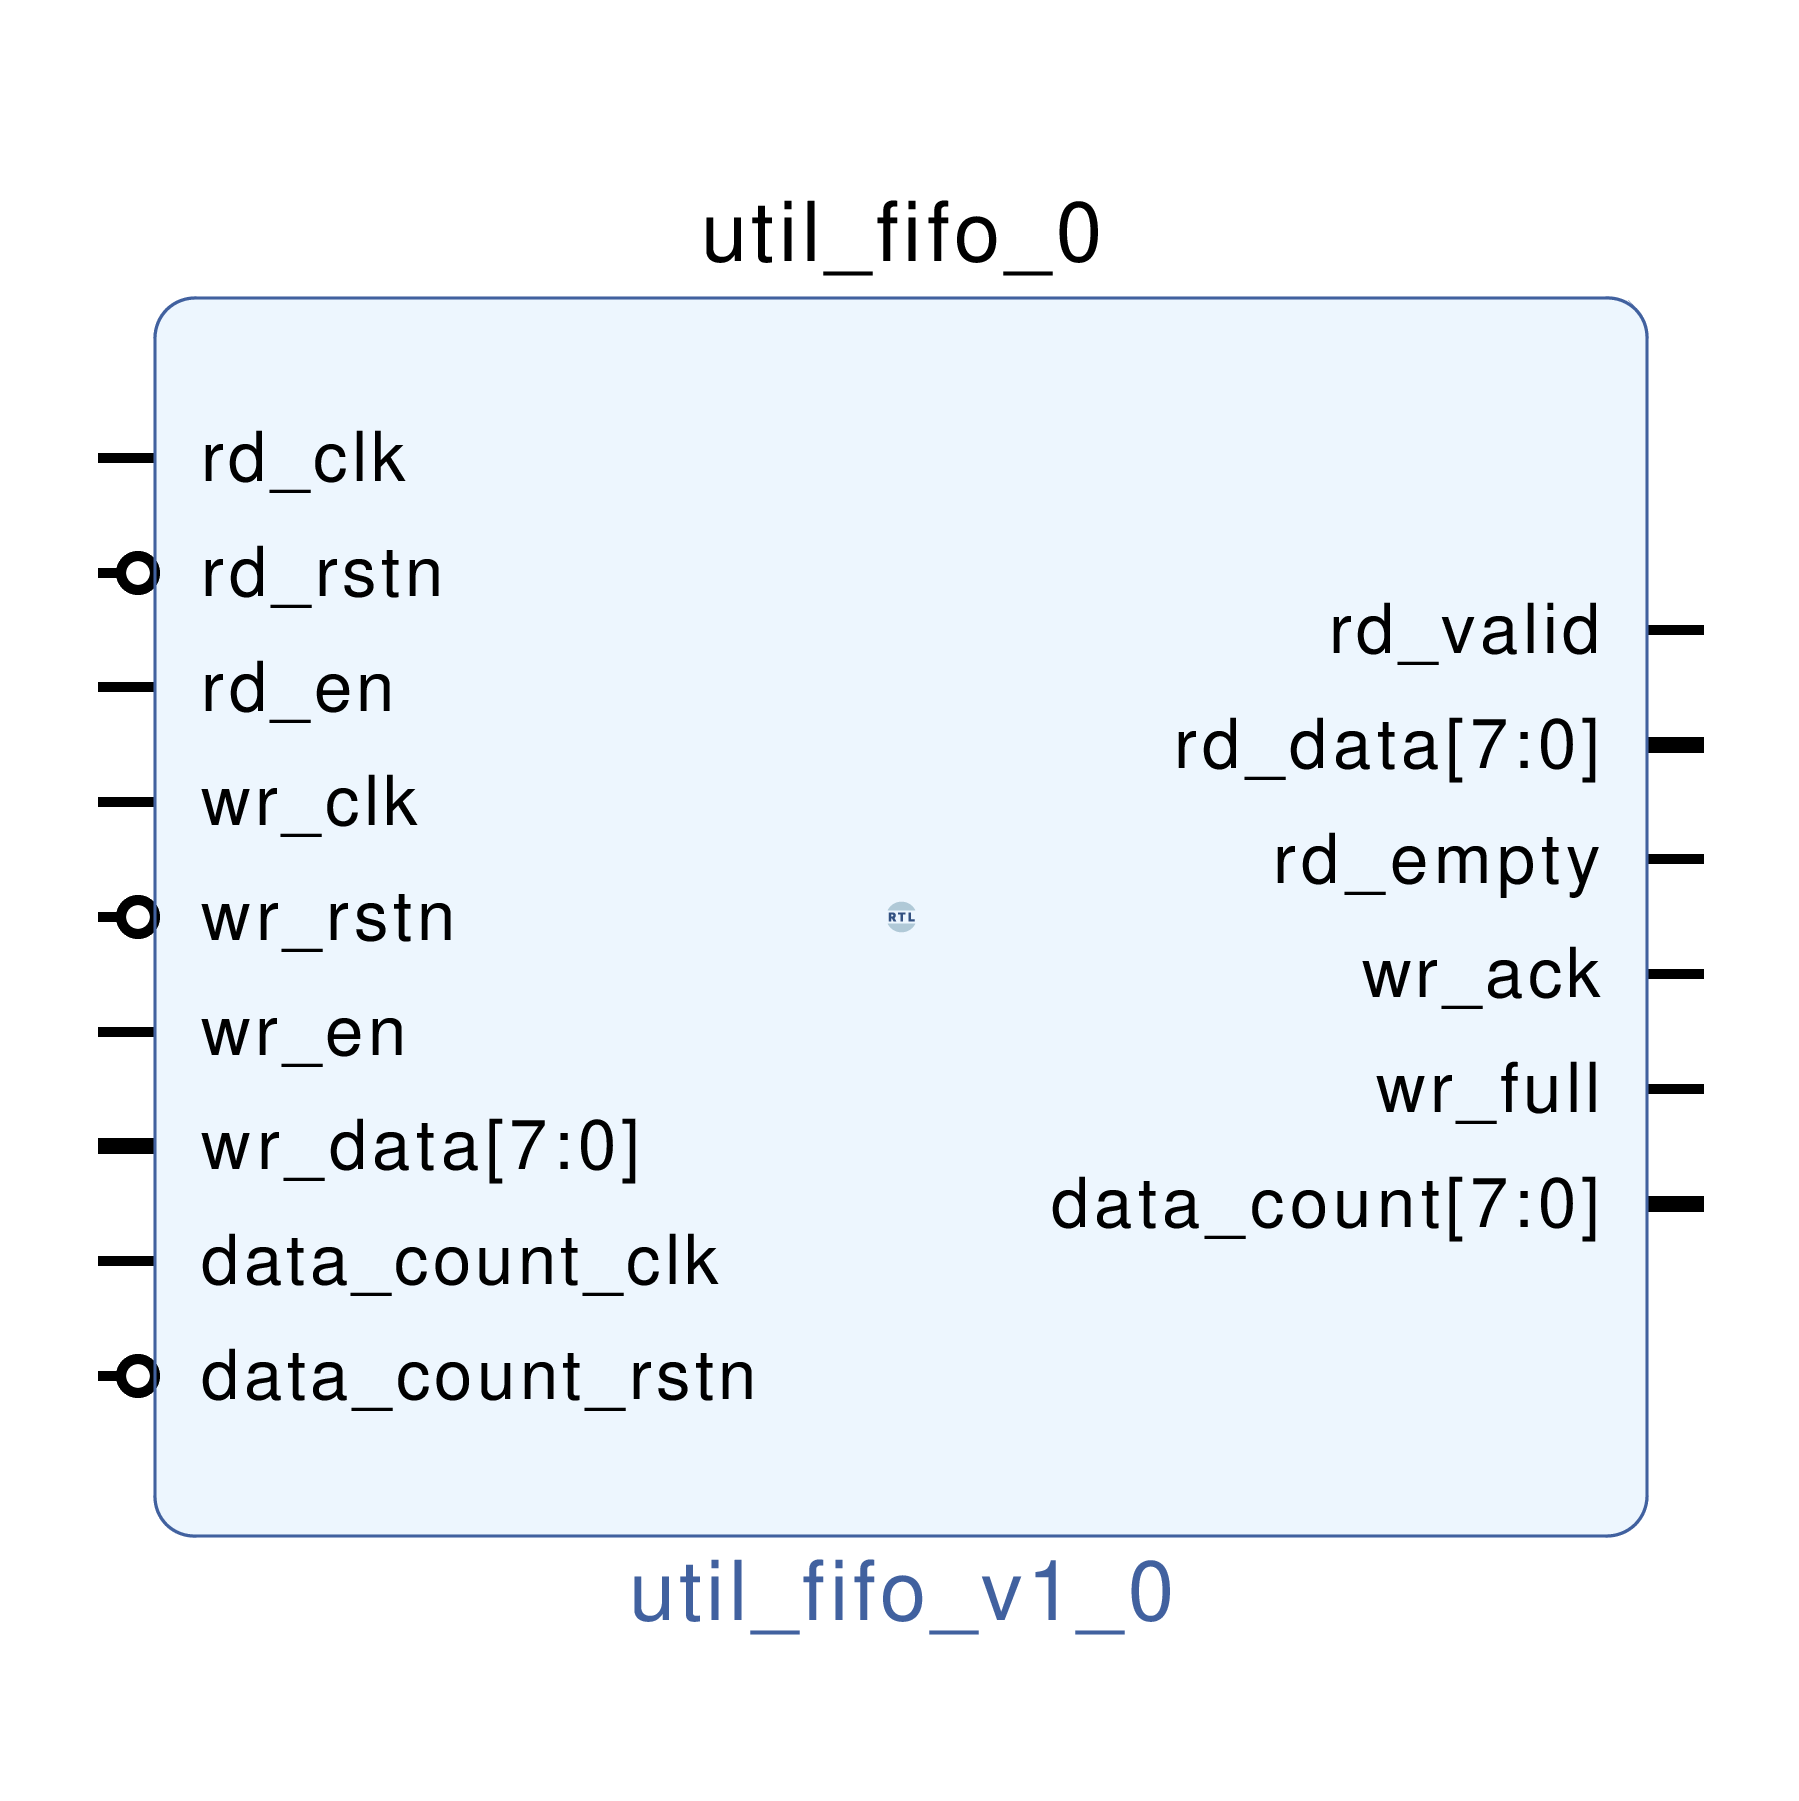 util_fifo_0
rd_clk
rd_rstn
rd_en
wr_clk
wr_rstn
wr_en
wr_data[7:0]
data_count_clk
data_count_rstn
RTL
rd_valid
rd_data[7:0]
rd_empty
wr_ack
wr_full
data_count[7:0]
util_fifo_v1_0